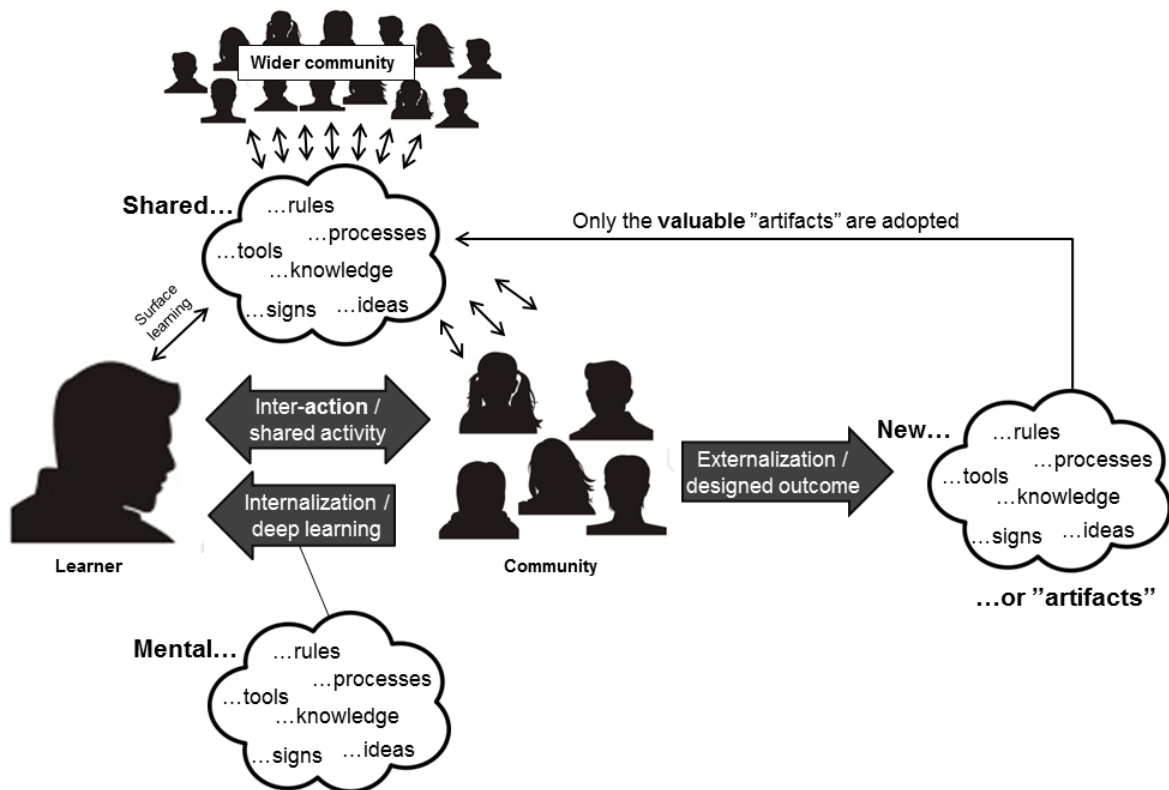 Wider community
Shared…
…rules
…processes
…tools
…knowledge
…signs
…ideas
Only the valuable ”artifacts” are adopted
Surface
learning
Inter-action /
shared activity
Internalization /
deep learning
Learner
Community
Externalization /
designed outcome
New…
…rules
…processes
…tools
…knowledge
…signs
…ideas
…or ”artifacts”
Mental…
…rules
…processes
…tools
…knowledge
…signs
…ideas